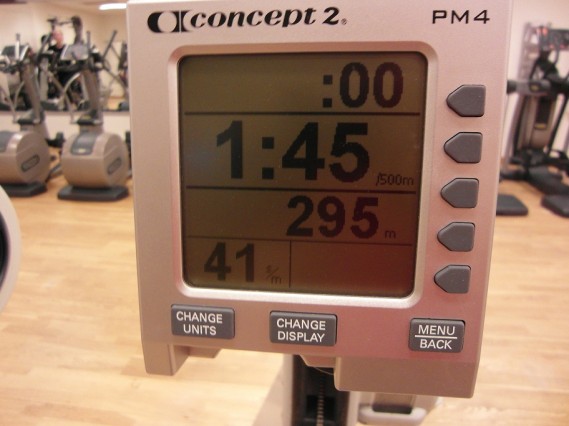 concept 2.
PM4
:00
1:45 /500m
295 m
41 s/m
CHANGE UNITS
CHANGE DISPLAY
MENU BACK